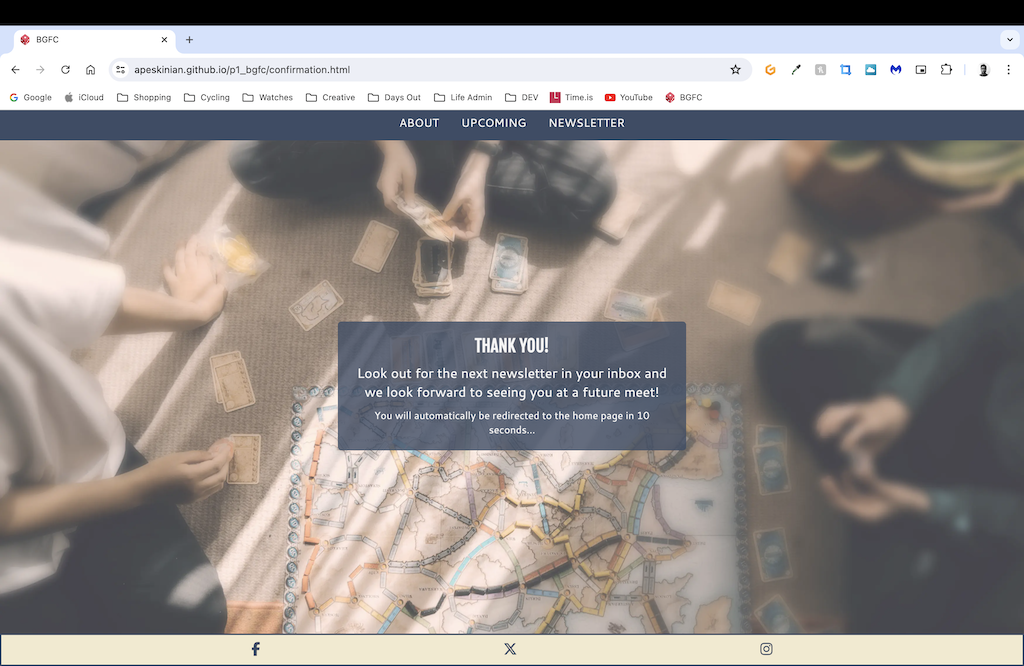 BGFC
apeskinian.github.io/p1_bgfc/confirmation.html
Google iCloud Shopping Cycling Watches Creative Days Out Life Admin DEV Time.is YouTube BGFC
ABOUT UPCOMING NEWSLETTER
THANK YOU!
Look out for the next newsletter in your inbox and
we look forward to seeing you at a future meet!
You will automatically be redirected to the home page in 10
seconds...